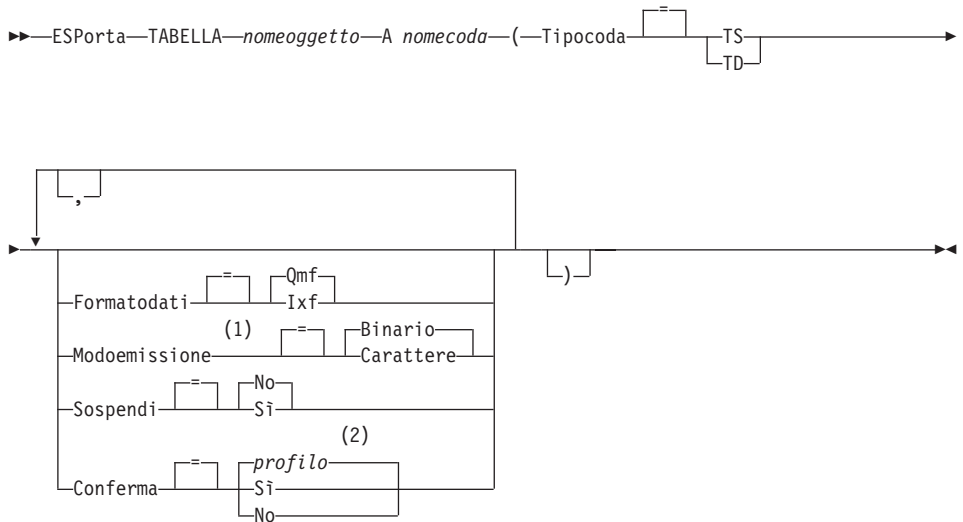 =
ESPorta TABELLA nomeoggetto A nomecoda ( Tipocoda TS
TD
,
)
= Qmf
Formatodati Ixf
(1) = Binario
Modoemissione Carattere
= No
Sospendi Sì
(2)
= profilo
Conferma Sì
No